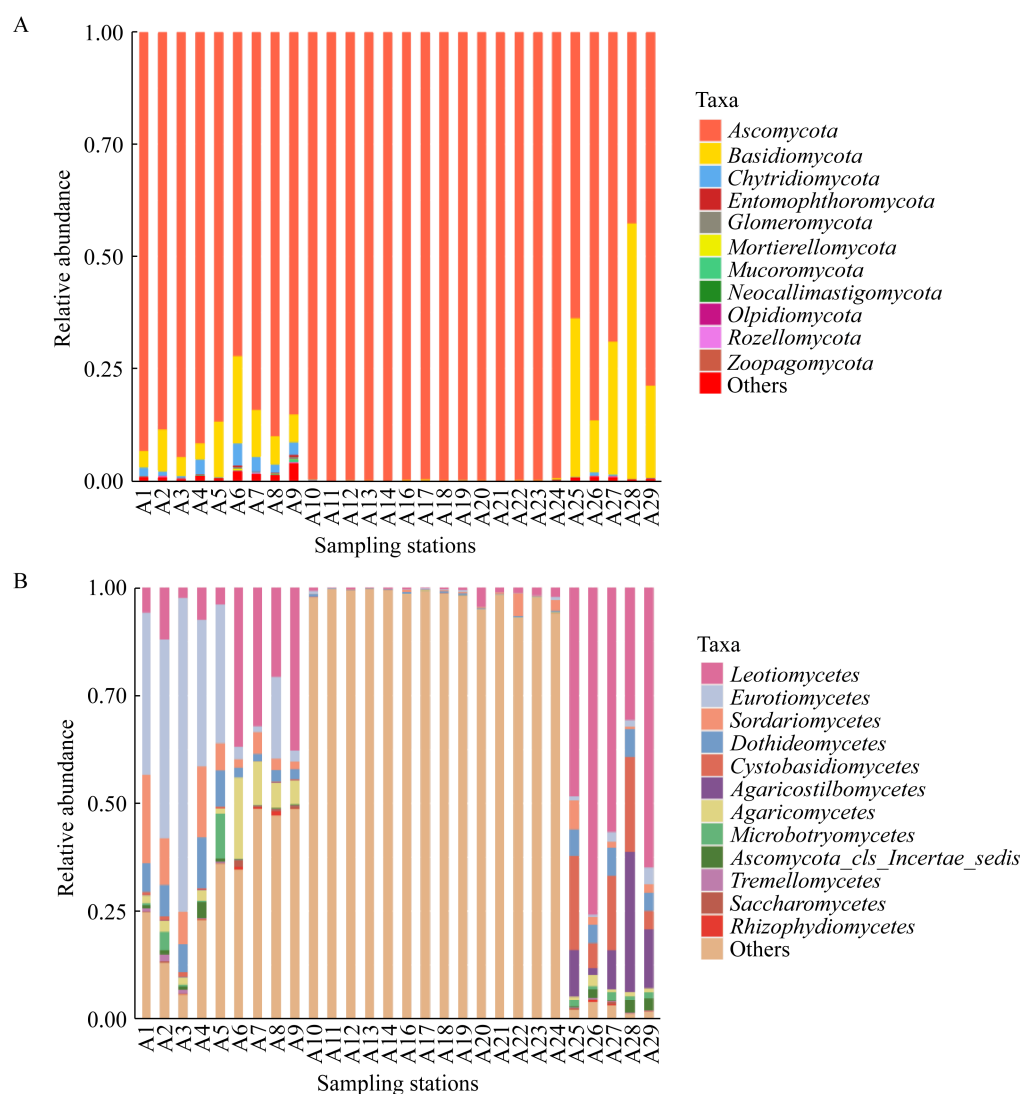 A
1.00
0.70
0.50
0.25
0.00
Relative abundance
A1 A2 A3 A4 A5 A6 A7 A8 A9 A10 A11 A12 A13 A14 A16 A17 A18 A19 A20 A21 A22 A23 A24 A25 A26 A27 A28 A29
Sampling stations
Taxa
Ascomycota
Basidiomycota
Chytridiomycota
Entomophthoromycota
Glomeromycota
Mortierellomycota
Mucoromycota
Neocallimastigomycota
Olpidiomycota
Rozellomycota
Zoopagomycota
Others
B
1.00
0.70
0.50
0.25
0.00
Relative abundance
A1 A2 A3 A4 A5 A6 A7 A8 A9 A10 A11 A12 A13 A14 A16 A17 A18 A19 A20 A21 A22 A23 A24 A25 A26 A27 A28 A29
Sampling stations
Taxa
Leotiomycetes
Eurotiomycetes
Sordariomycetes
Dothideomycetes
Cystobasidiomycetes
Agaricostilbomycetes
Agaricomycetes
Microbotryomycetes
Ascomycota_cls_Incertae_sedis
Tremellomycetes
Saccharomycetes
Rhizophydiomycetes
Others